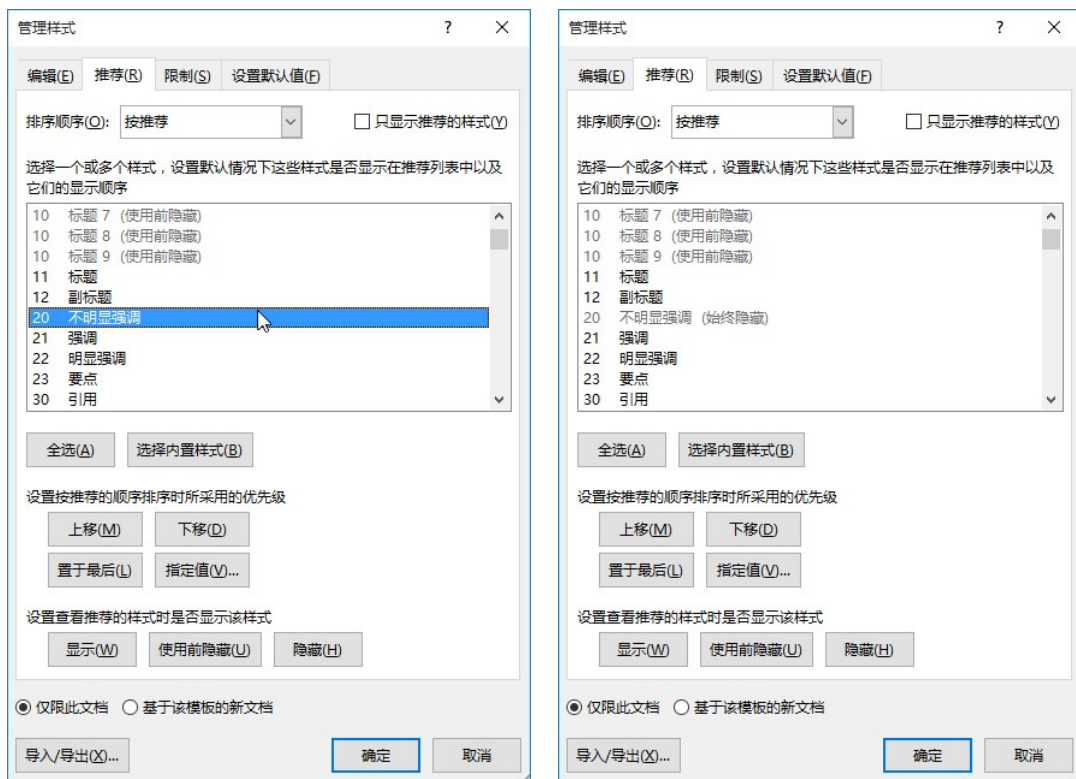 管理样式 ?
编辑(E) 推荐(R) 限制(S) 设置默认值(F)
排序顺序(O): 按推荐 只显示推荐的样式(Y)
选择一个或多个样式，设置默认情况下这些样式是否显示在推荐列表中以及
它们的显示顺序
10 标题 7 (使用前隐藏)
10 标题 8 (使用前隐藏)
10 标题 9 (使用前隐藏)
11 标题
12 副标题
20 不明显强调
21 强调
22 明显强调
23 要点
30 引用
全选(A) 选择内置样式(B)
设置按推荐的顺序排序时所采用的优先级
上移(M) 下移(D)
置于最后(L) 指定值(V)...
设置查看推荐的样式时是否显示该样式
显示(W) 使用前隐藏(U) 隐藏(H)
仅限此文档 基于该模板的新文档
导入/导出(X)... 确定 取消
管理样式 ?
编辑(E) 推荐(R) 限制(S) 设置默认值(F)
排序顺序(O): 按推荐 只显示推荐的样式(Y)
选择一个或多个样式，设置默认情况下这些样式是否显示在推荐列表中以及
它们的显示顺序
10 标题 7 (使用前隐藏)
10 标题 8 (使用前隐藏)
10 标题 9 (使用前隐藏)
11 标题
12 副标题
20 不明显强调 (始终隐藏)
21 强调
22 明显强调
23 要点
30 引用
全选(A) 选择内置样式(B)
设置按推荐的顺序排序时所采用的优先级
上移(M) 下移(D)
置于最后(L) 指定值(V)...
设置查看推荐的样式时是否显示该样式
显示(W) 使用前隐藏(U) 隐藏(H)
仅限此文档 基于该模板的新文档
导入/导出(X)... 确定 取消